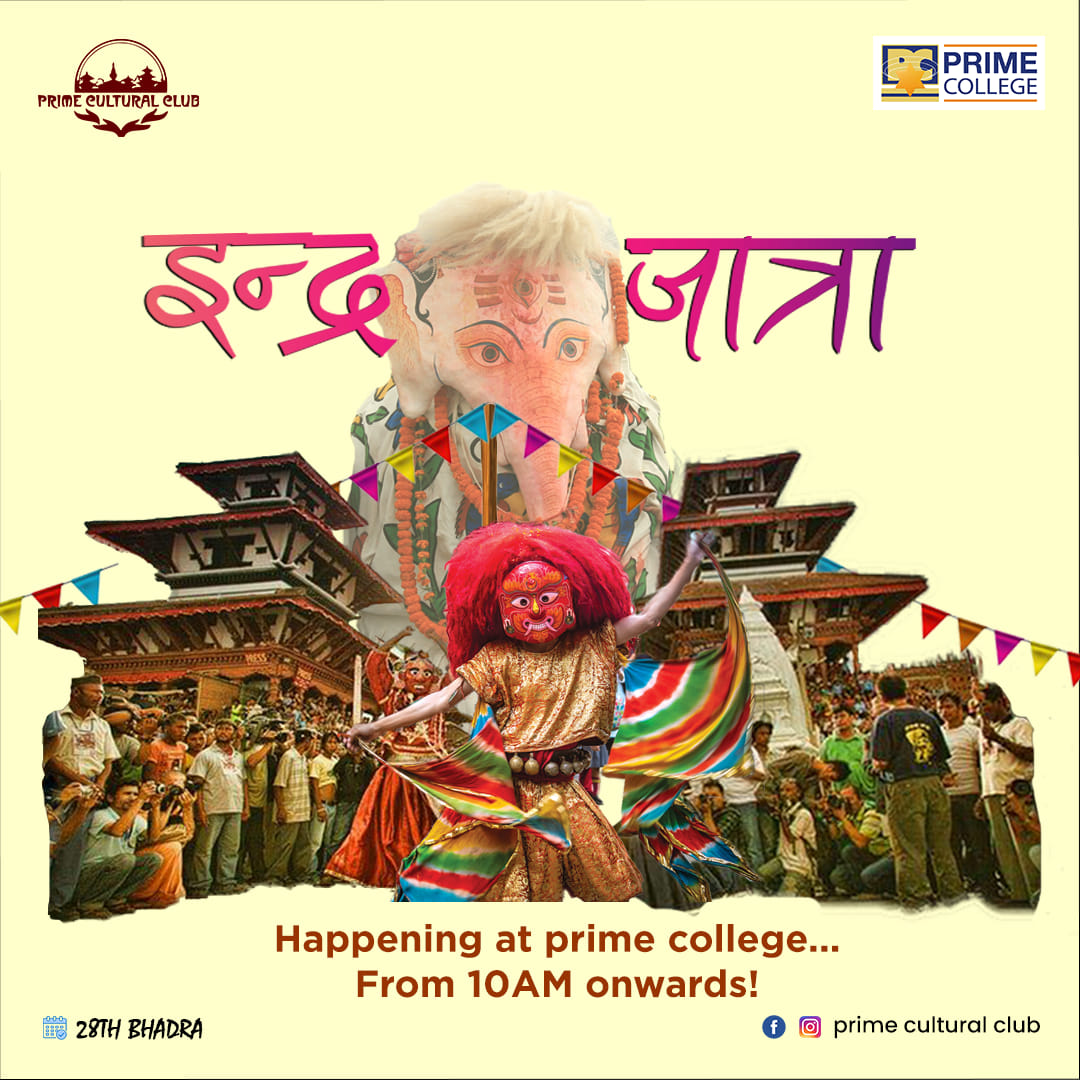 PRIME CULTURAL CLUB
PRIME
COLLEGE
इन्द्र जात्रा
Happening at prime college...
From 10AM onwards!
28TH BHADRA
prime cultural club